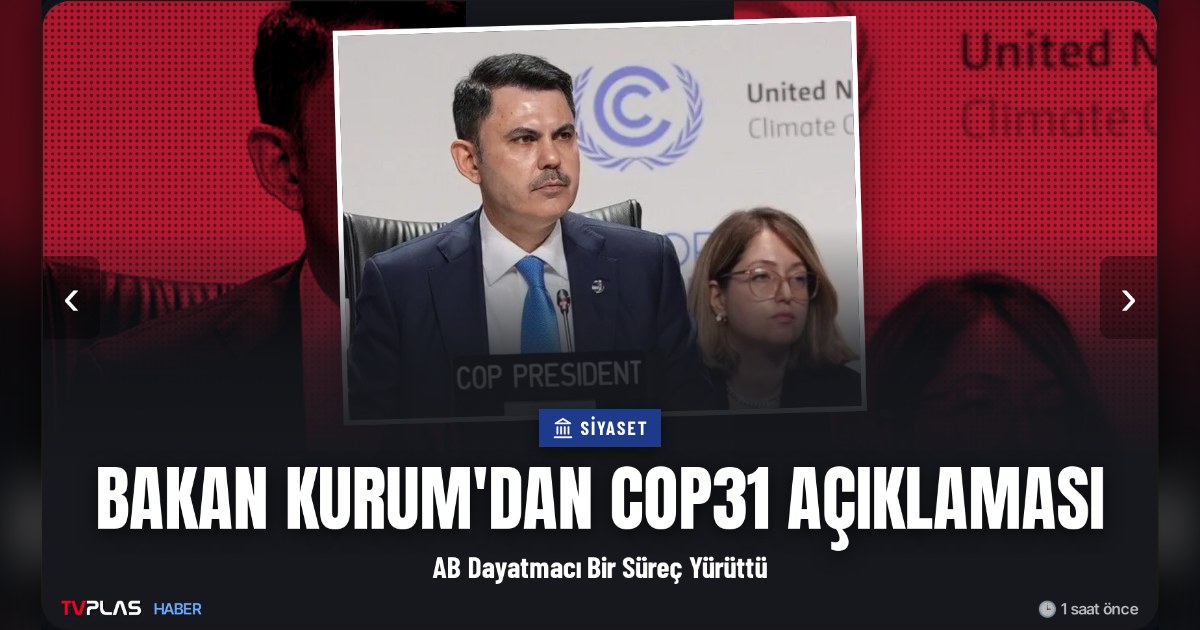 United N
Climate C
United N
Climate C
COP PRESIDENT
SİYASET
BAKAN KURUM'DAN COP31 AÇIKLAMASI
AB Dayatmacı Bir Süreç Yürüttü
TVPLAS HABER
1 saat önce